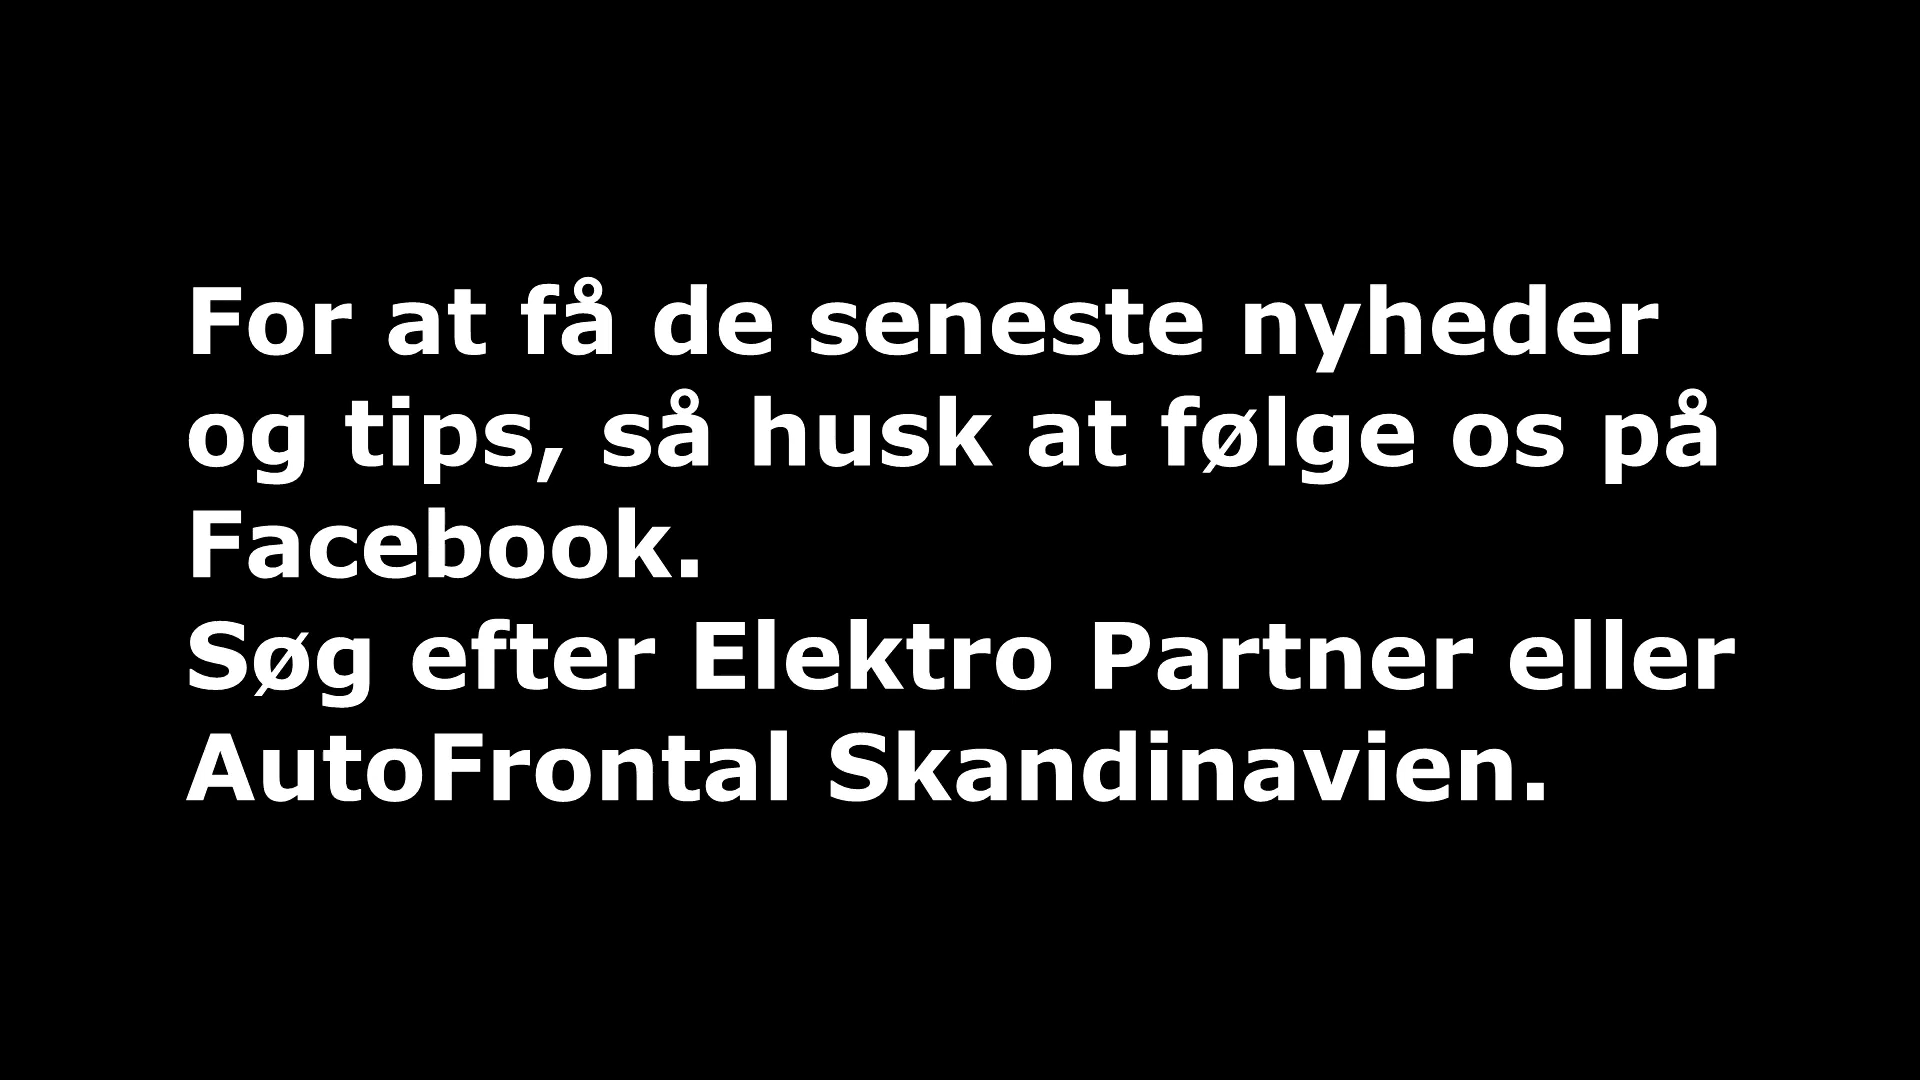 For at få de seneste nyheder
og tips, så husk at følge os på
Facebook.
Søg efter Elektro Partner eller
AutoFrontal Skandinavien.